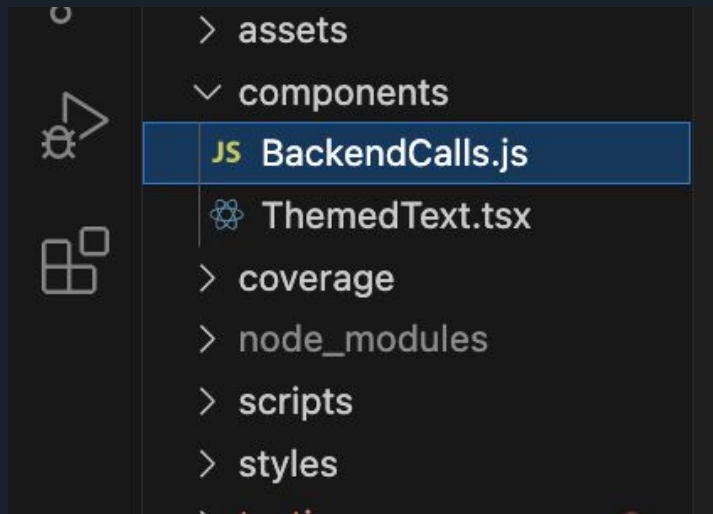 assets
components
JS BackendCalls.js
ThemedText.tsx
coverage
node_modules
scripts
styles